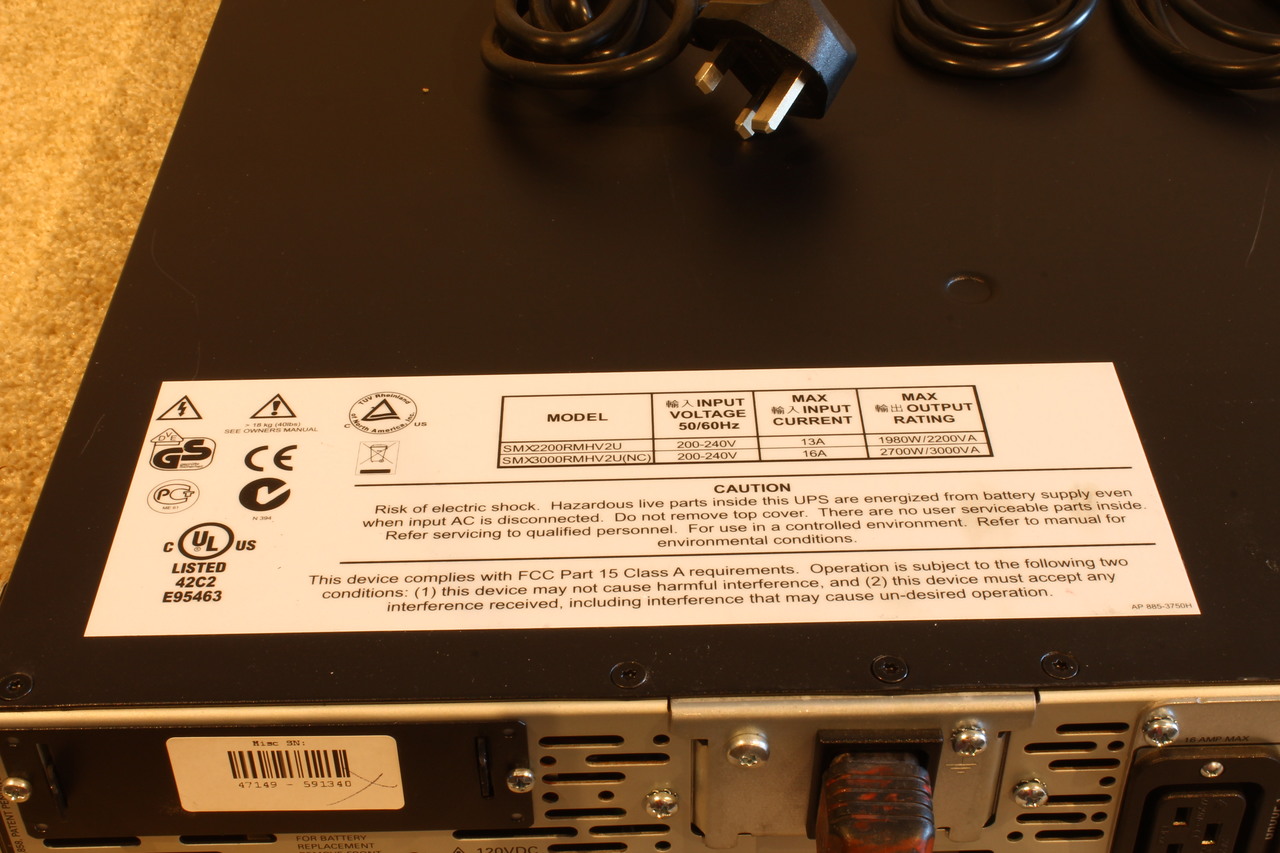 > 18 kg (40lbs)
SEE OWNERS MANUAL
TÜV Rheinland
of North America, Inc.
C US
VDE
GS
CE
PG
ME 61
N 394
C UL US
LISTED
42C2
E95463
MODEL
輸入 INPUT
VOLTAGE
50/60Hz
MAX
輸入 INPUT
CURRENT
MAX
輸出 OUTPUT
RATING
SMX2200RMHV2U 200-240V 13A 1980W/2200VA
SMX3000RMHV2U(NC) 200-240V 16A 2700W/3000VA
CAUTION
Risk of electric shock. Hazardous live parts inside this UPS are energized from battery supply even
when input AC is disconnected. Do not remove top cover. There are no user serviceable parts inside.
Refer servicing to qualified personnel. For use in a controlled environment. Refer to manual for
environmental conditions.
This device complies with FCC Part 15 Class A requirements. Operation is subject to the following two
conditions: (1) this device may not cause harmful interference, and (2) this device must accept any
interference received, including interference that may cause un-desired operation.
AP 885-3750H
Misc SN:
47149 - 591340
16 AMP MAX
FOR BATTERY
REPLACEMENT
120VDC